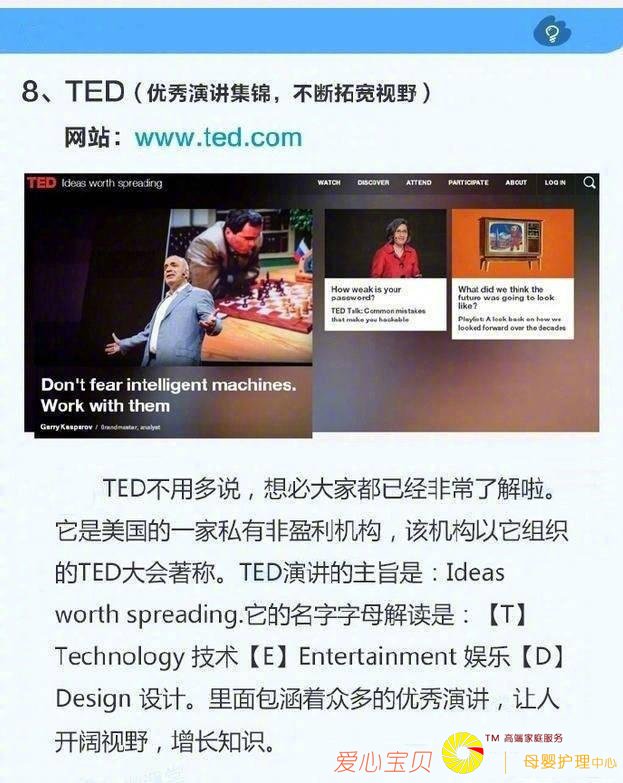 8、TED（优秀演讲集锦，不断拓宽视野）
网站：www.ted.com
TED Ideas worth spreading
WATCH DISCOVER ATTEND PARTICIPATE ABOUT LOG IN
Don't fear intelligent machines.
Work with them
Garry Kasparov / Grandmaster, analyst
How weak is your
password?
TED Talk: Common mistakes
that make you hackable
What did we think the
future was going to look
like?
Playlist: A look back on how we
looked forward over the decades
TED不用多说，想必大家都已经非常了解啦。
它是美国的一家私有非盈利机构，该机构以它组织
的TED大会著称。TED演讲的主旨是：Ideas
worth spreading.它的名字字母解读是：【T】
Technology 技术【E】Entertainment 娱乐【D】
Design 设计。里面包涵着众多的优秀演讲，让人
开阔视野，增长知识。
爱心宝贝
TM 高端家庭服务
母婴护理中心